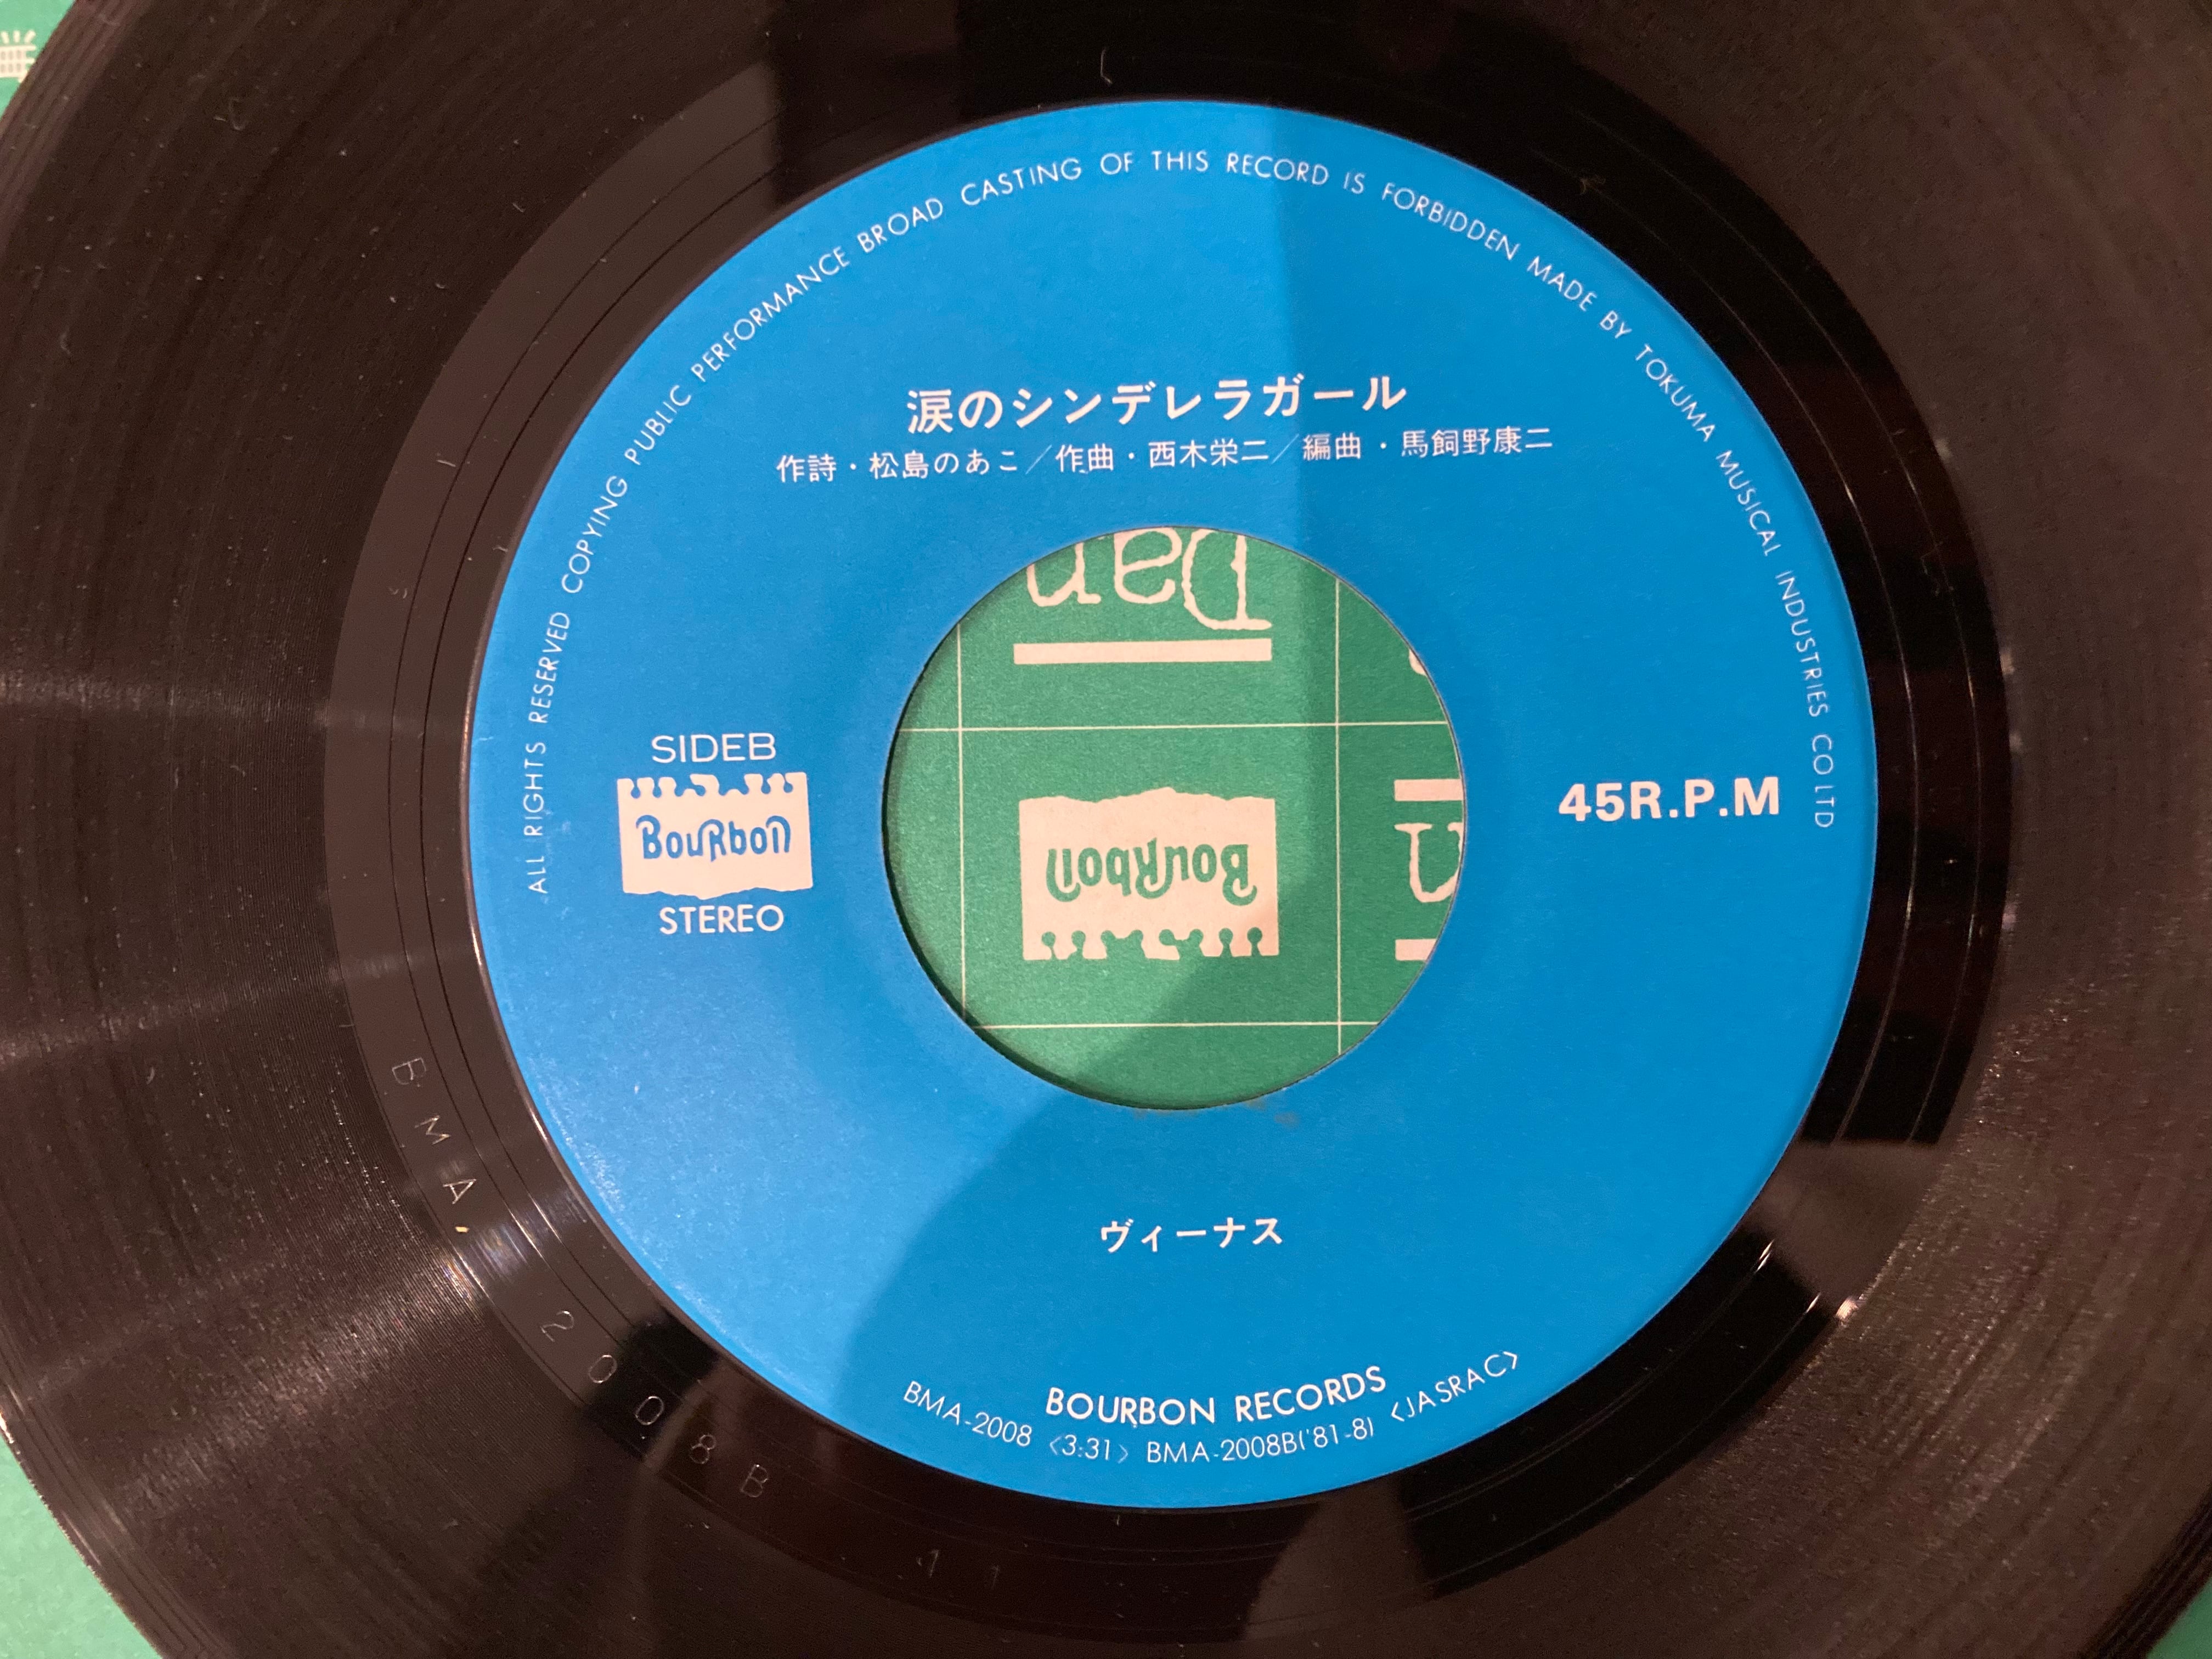 ALL RIGHTS RESERVED COPYING PUBLIC PERFORMANCE BROAD CASTING OF THIS RECORD IS FORBIDDEN MADE BY TOKUMA MUSICAL INDUSTRIES CO LTD
涙のシンデレラガール
作詩・松島のあこ／作曲・西木栄二／編曲・馬飼野康二
Dan
SIDEB
BouRbon
STEREO
BouRbon
45R.P.M
ヴィーナス
BOURBON RECORDS
BMA-2008 〈3:31〉 BMA-2008B('81-8) 〈JASRAC〉
BMA, 2008B 11